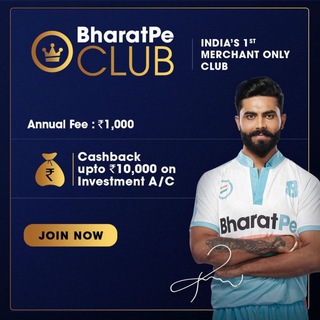 BharatPe
CLUB
INDIA'S 1ST
MERCHANT ONLY
CLUB
Annual Fee : ₹1,000
₹
Cashback
upto ₹10,000 on
Investment A/C
JOIN NOW
8
BharatPe